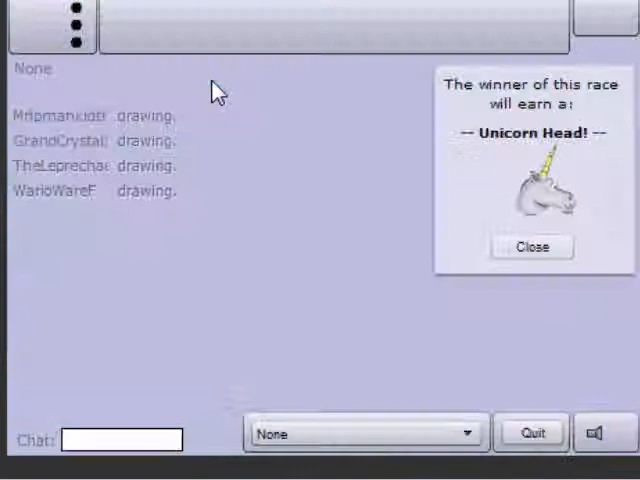 None
drawing.
GrandCrystal drawing.
TheLeprecha drawing.
WarioWareF drawing.
The winner of this race
will earn a:
-- Unicorn Head! --
Close
Chat:
None
Quit